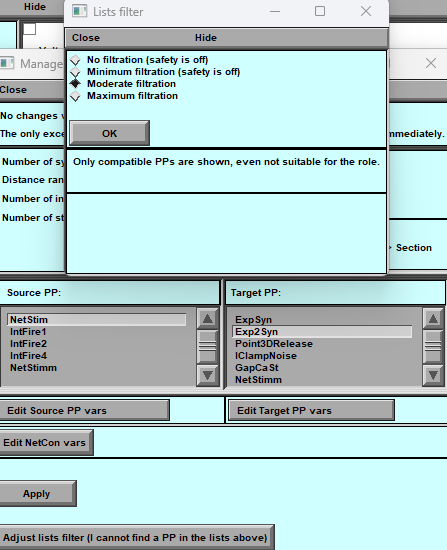 Hide
Lists filter
Close Hide
No filtration (safety is off)
Minimum filtration (safety is off)
Moderate filtration
Maximum filtration
OK
Only compatible PPs are shown, even not suitable for the role.
Manage
Close
No changes
The only exce
mmediately.
Number of sy
Distance ran
Number of in
Number of st
Section
Source PP:
NetStim
IntFire1
IntFire2
IntFire4
NetStimm
Target PP:
ExpSyn
Exp2Syn
Point3DRelease
IClampNoise
GapCaSt
NetStimm
Edit Source PP vars
Edit Target PP vars
Edit NetCon vars
Apply
Adjust lists filter (I cannot find a PP in the lists above)